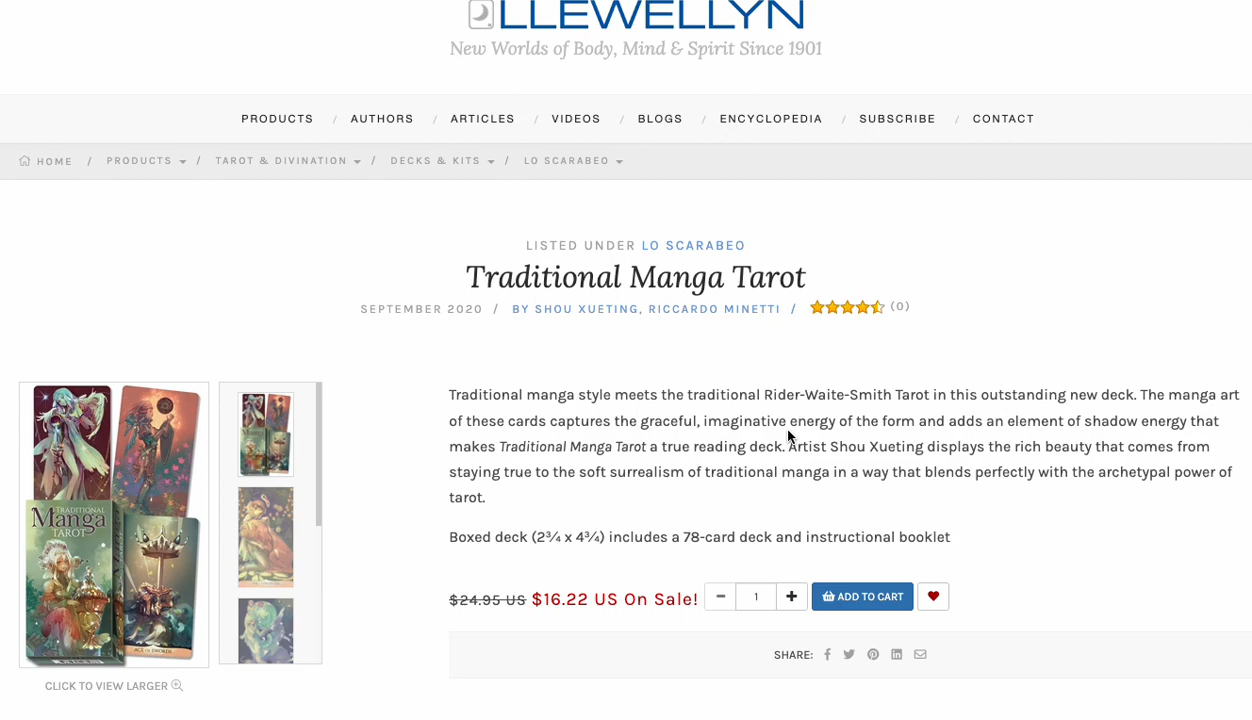 LLEWELLYN
New Worlds of Body, Mind & Spirit Since 1901
PRODUCTS / AUTHORS / ARTICLES / VIDEOS / BLOGS / ENCYCLOPEDIA / SUBSCRIBE / CONTACT
HOME / PRODUCTS / TAROT & DIVINATION / DECKS & KITS / LO SCARABEO
LISTED UNDER LO SCARABEO
Traditional Manga Tarot
SEPTEMBER 2020 / BY SHOU XUETING, RICCARDO MINETTI / (0)
TRADITIONAL
Manga
TAROT
ACE OF SWORDS
CLICK TO VIEW LARGER
Traditional manga style meets the traditional Rider-Waite-Smith Tarot in this outstanding new deck. The manga art
of these cards captures the graceful, imaginative energy of the form and adds an element of shadow energy that
makes Traditional Manga Tarot a true reading deck. Artist Shou Xueting displays the rich beauty that comes from
staying true to the soft surrealism of traditional manga in a way that blends perfectly with the archetypal power of
tarot.
Boxed deck (2¾ x 4¾) includes a 78-card deck and instructional booklet
$24.95 US $16.22 US On Sale! − 1 + ADD TO CART
SHARE: